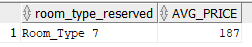 room_type_reserved AVG_PRICE
1 Room_Type 7 187